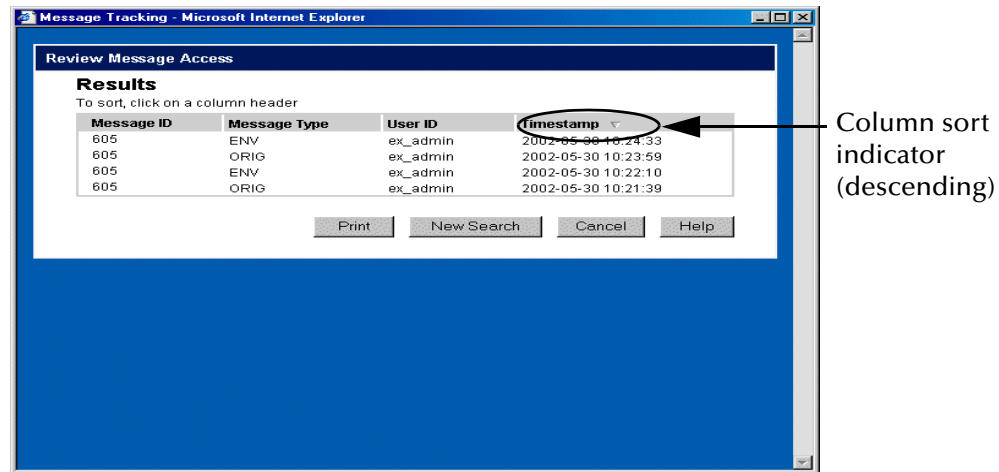 Message Tracking - Microsoft Internet Explorer
Review Message Access
Results
To sort, click on a column header
Message ID Message Type User ID Timestamp
605 ENV ex_admin 2002-05-30 10:24:33
605 ORIG ex_admin 2002-05-30 10:23:59
605 ENV ex_admin 2002-05-30 10:22:10
605 ORIG ex_admin 2002-05-30 10:21:39
Print New Search Cancel Help
Column sort
indicator
(descending)